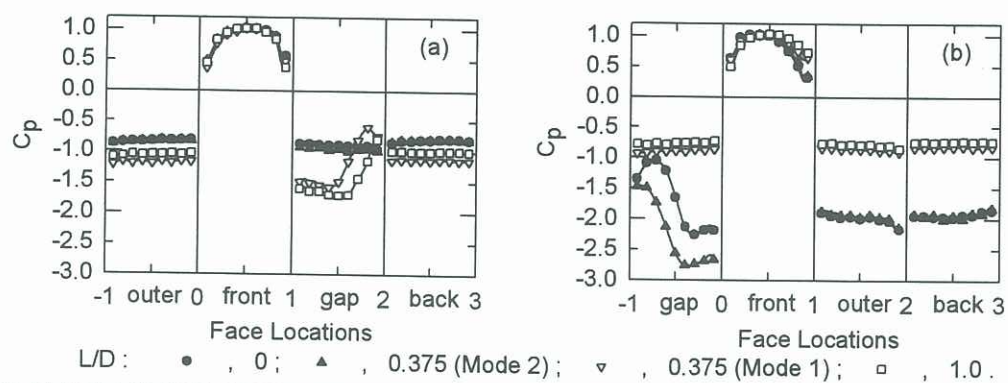 1.0
0.5
0.0
-0.5
-1.0
-1.5
-2.0
-2.5
-3.0
Cp
(a)
-1 outer 0 front 1 gap 2 back 3
Face Locations
1.0
0.5
0.0
-0.5
-1.0
-1.5
-2.0
-2.5
-3.0
Cp
(b)
-1 gap 0 front 1 outer 2 back 3
Face Locations
L/D : ● , 0 ; ▲ , 0.375 (Mode 2) ; ▽ , 0.375 (Mode 1) ; □ , 1.0 .